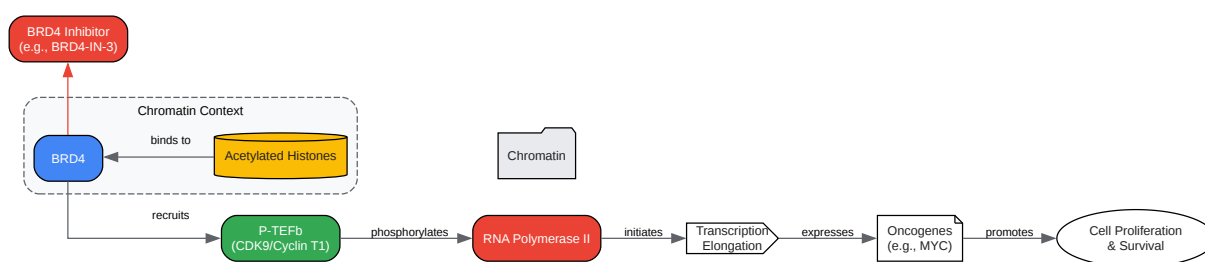 BRD4 Inhibitor
(e.g., BRD4-IN-3)
Chromatin Context
binds to
BRD4
Acetylated Histones
Chromatin
recruits
P-TEFb
(CDK9/Cyclin T1)
phosphorylates
RNA Polymerase II
initiates
Transcription
Elongation
expresses
Oncogenes
(e.g., MYC)
promotes
Cell Proliferation
& Survival